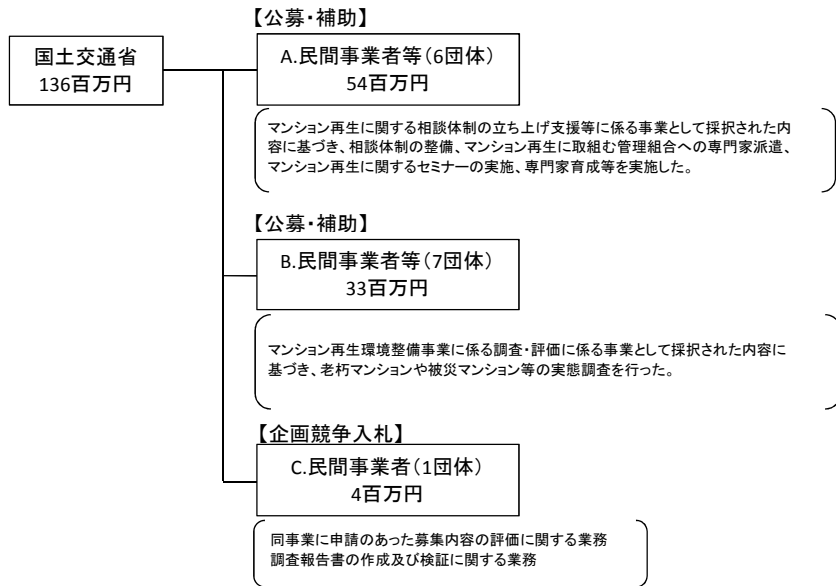 【公募・補助】
国土交通省
136百万円
A.民間事業者等(6団体)
54百万円
マンション再生に関する相談体制の立ち上げ支援等に係る事業として採択された内
容に基づき、相談体制の整備、マンション再生に取組む管理組合への専門家派遣、
マンション再生に関するセミナーの実施、専門家育成等を実施した。
【公募・補助】
B.民間事業者等(7団体)
33百万円
マンション再生環境整備事業に係る調査・評価に係る事業として採択された内容に
基づき、老朽マンションや被災マンション等の実態調査を行った。
【企画競争入札】
C.民間事業者(1団体)
4百万円
同事業に申請のあった募集内容の評価に関する業務
調査報告書の作成及び検証に関する業務